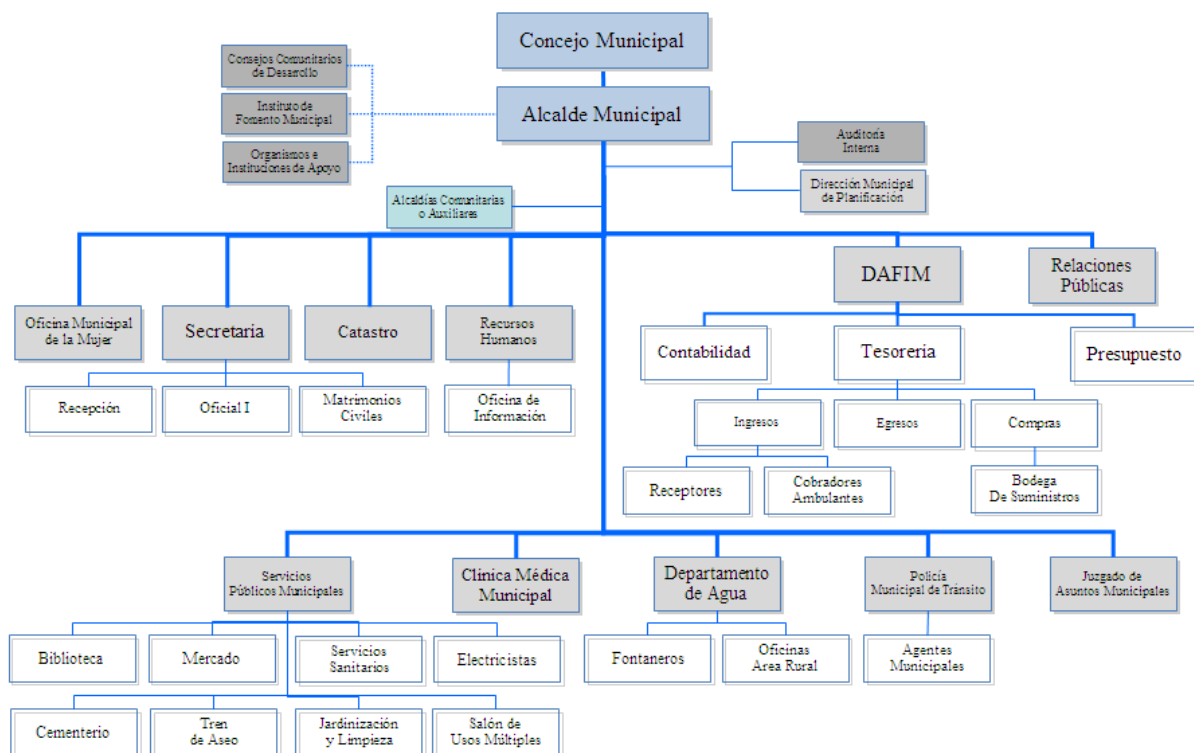 Concejo Municipal
Consejos Comunitarios
de Desarrollo
Alcalde Municipal
Instituto de
Fomento Municipal
Organismos e
Instituciones de Apoyo
Auditoría
Interna
Dirección Municipal
de Planificación
Alcaldías Comunitarias
o Auxiliares
Oficina Municipal
de la Mujer
Secretaria
Catastro
Recursos
Humanos
DAFIM
Relaciones
Públicas
Contabilidad
Tesoreria
Presupuesto
Recepción
Oficial I
Matrimonios
Civiles
Oficina de
Información
Ingresos
Egresos
Compras
Receptores
Cobradores
Ambulantes
Bodega
De Suministros
Servicios
Públicos Municipales
Clinica Médica
Municipal
Departamento
de Agua
Policía
Municipal de Tránsito
Juzgado de
Asuntos Municipales
Biblioteca
Mercado
Servicios
Sanitarios
Electricistas
Fontaneros
Oficinas
Area Rural
Agentes
Municipales
Cementerio
Tren
de Aseo
Jardinización
y Limpieza
Salón de
Usos Múltiples